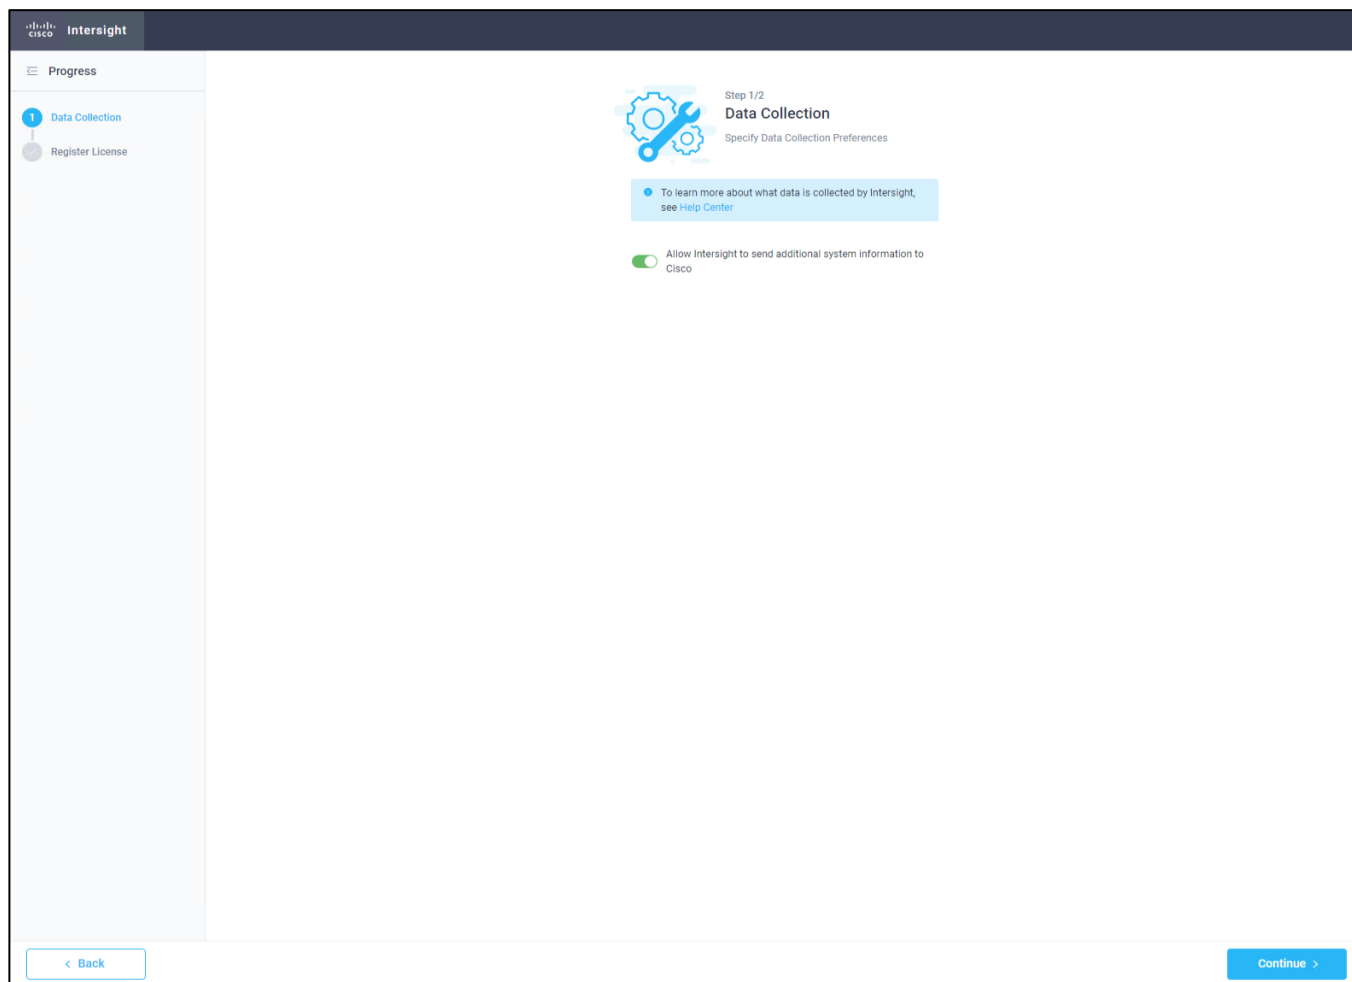 cisco Intersight
Progress
1 Data Collection
Register License
Step 1/2
Data Collection
Specify Data Collection Preferences
To learn more about what data is collected by Intersight,
see Help Center
Allow Intersight to send additional system information to
Cisco
< Back
Continue >